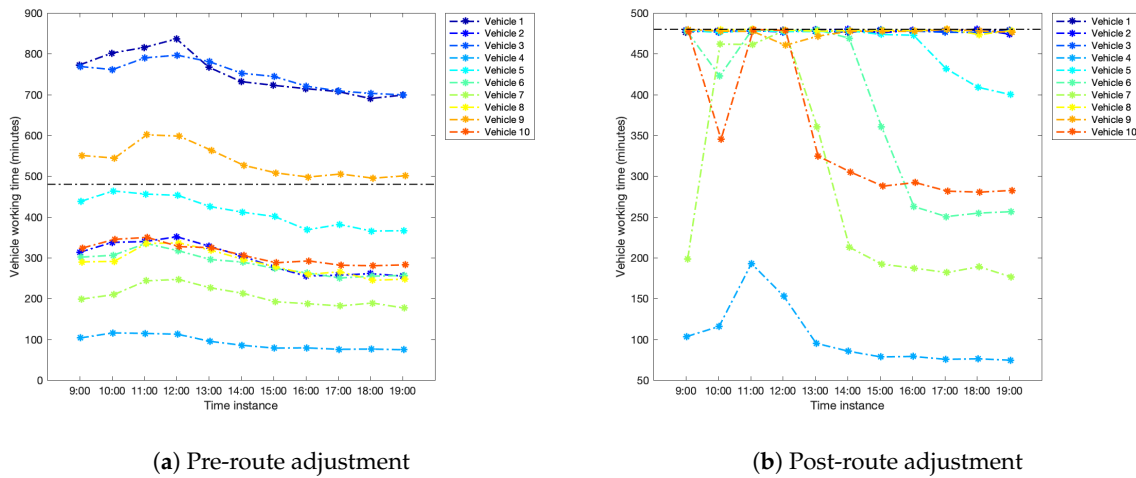 900
800
700
600
500
400
300
200
100
0
Vehicle working time (minutes)
9:00 10:00 11:00 12:00 13:00 14:00 15:00 16:00 17:00 18:00 19:00
Time instance
Vehicle 1
Vehicle 2
Vehicle 3
Vehicle 4
Vehicle 5
Vehicle 6
Vehicle 7
Vehicle 8
Vehicle 9
Vehicle 10
(a) Pre-route adjustment
500
450
400
350
300
250
200
150
100
50
Vehicle working time (minutes)
9:00 10:00 11:00 12:00 13:00 14:00 15:00 16:00 17:00 18:00 19:00
Time instance
Vehicle 1
Vehicle 2
Vehicle 3
Vehicle 4
Vehicle 5
Vehicle 6
Vehicle 7
Vehicle 8
Vehicle 9
Vehicle 10
(b) Post-route adjustment